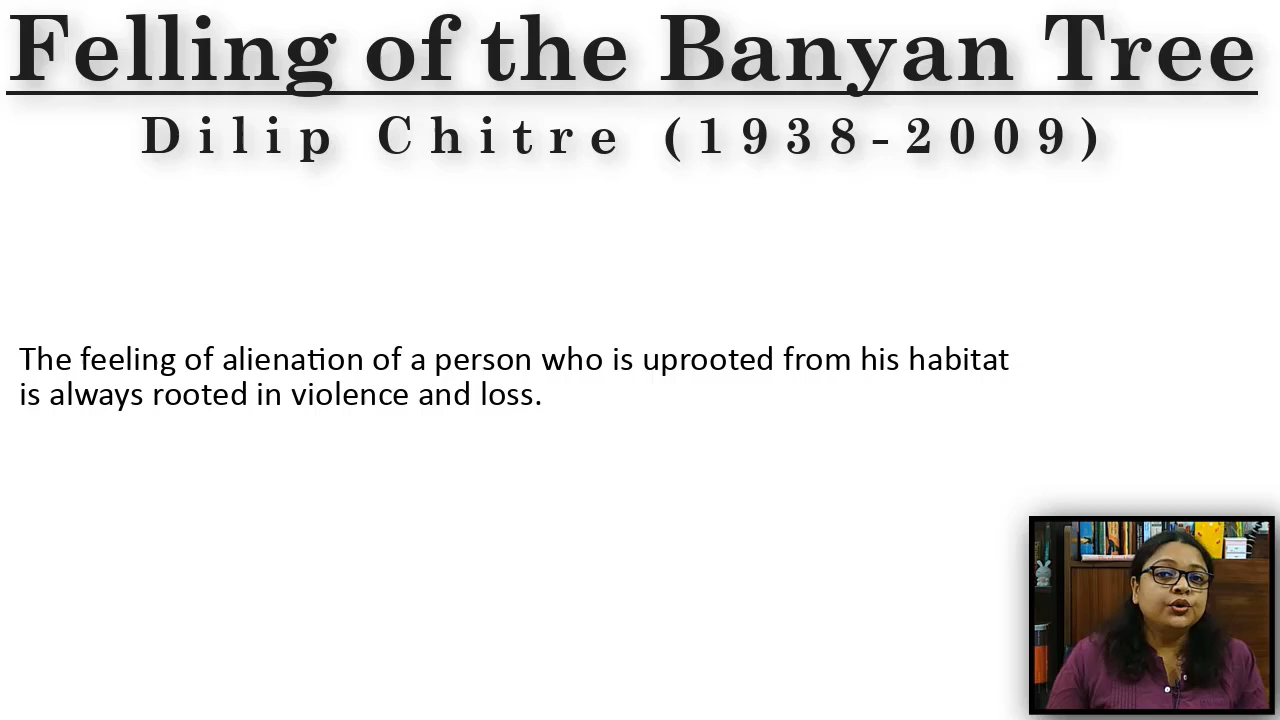 Felling of the Banyan Tree
Dilip Chitre (1938-2009)
The feeling of alienation of a person who is uprooted from his habitat
is always rooted in violence and loss.